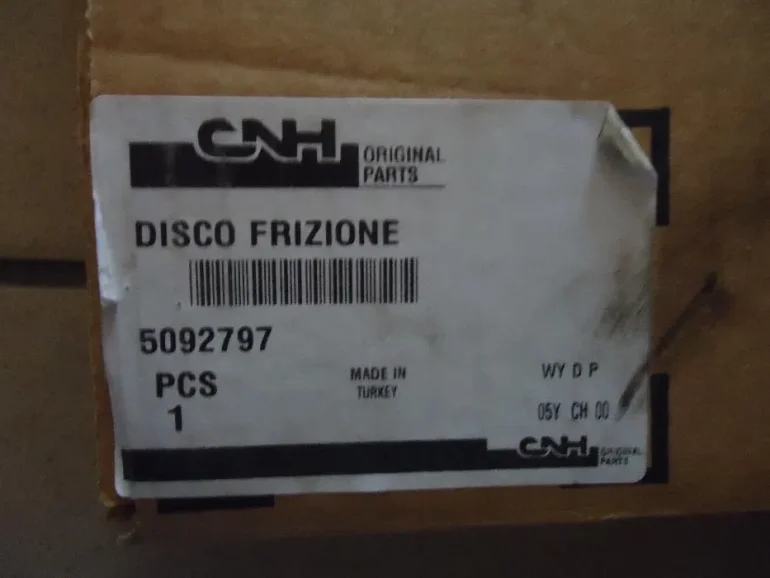 CNH ORIGINAL
PARTS
DISCO FRIZIONE
5092797
PCS
1
MADE IN
TURKEY
WY D P
05Y CH 00
CNH ORIGINAL
PARTS